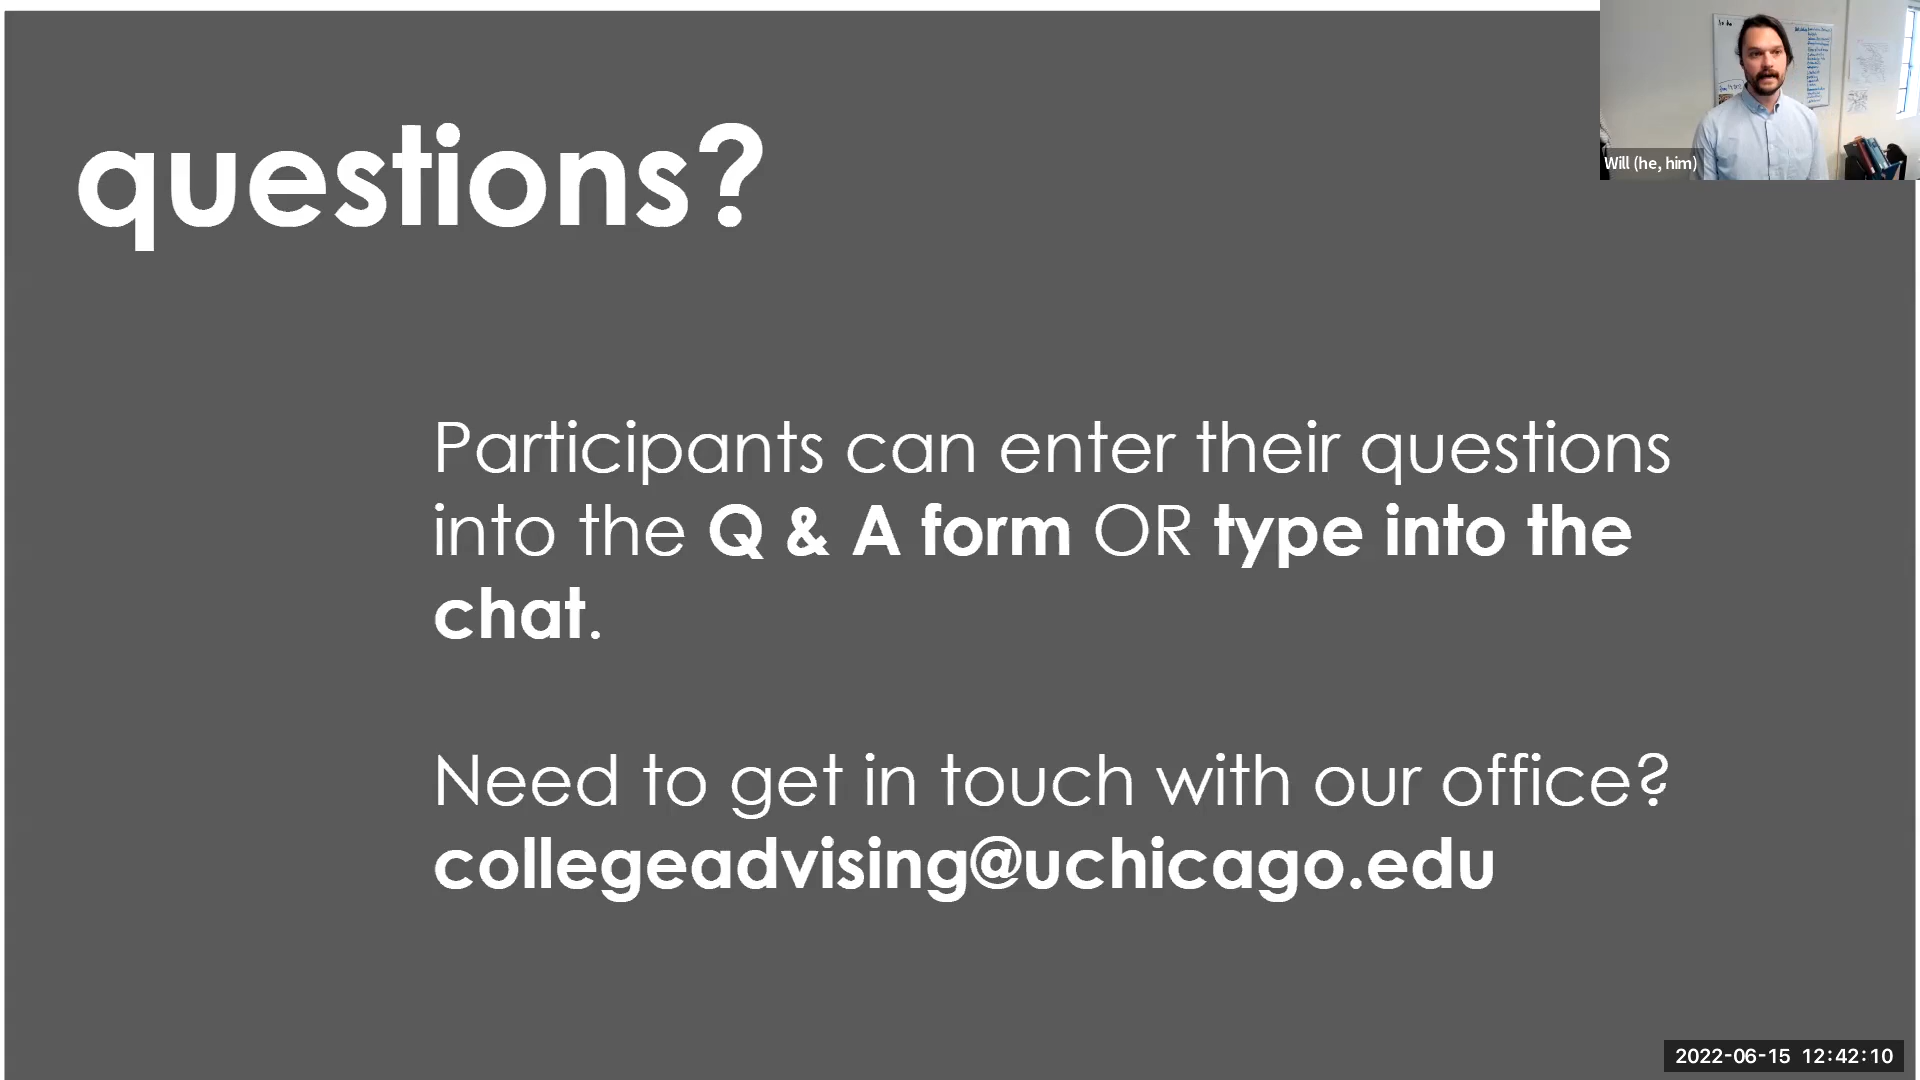 questions?
Will (he, him)
Participants can enter their questions
into the Q & A form OR type into the
chat.
Need to get in touch with our office?
collegeadvising@uchicago.edu
2022-06-15 12:42:10